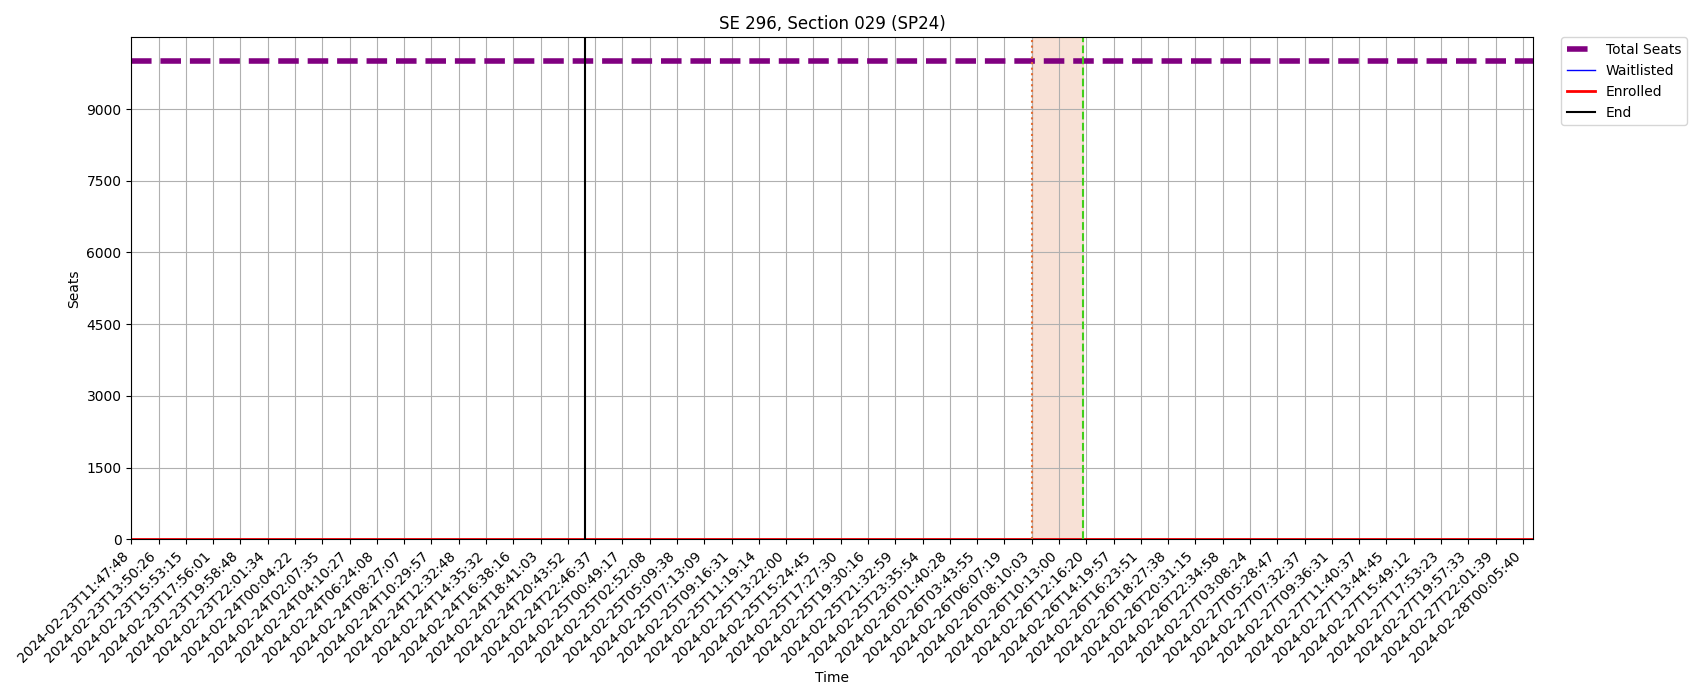 SE 296, Section 029 (SP24)
Total Seats
Waitlisted
Enrolled
End
Seats
9000
7500
6000
4500
3000
1500
0
2024-02-23T11:47:48
2024-02-23T13:50:26
2024-02-23T15:53:15
2024-02-23T17:56:01
2024-02-23T19:58:48
2024-02-23T22:01:34
2024-02-24T00:04:22
2024-02-24T02:07:35
2024-02-24T04:10:27
2024-02-24T06:24:08
2024-02-24T08:27:07
2024-02-24T10:29:57
2024-02-24T12:32:48
2024-02-24T14:35:32
2024-02-24T16:38:16
2024-02-24T18:41:03
2024-02-24T20:43:52
2024-02-24T22:46:37
2024-02-25T00:49:17
2024-02-25T02:52:08
2024-02-25T05:09:38
2024-02-25T07:13:09
2024-02-25T09:16:31
2024-02-25T11:19:14
2024-02-25T13:22:00
2024-02-25T15:24:45
2024-02-25T17:27:30
2024-02-25T19:30:16
2024-02-25T21:32:59
2024-02-25T23:35:54
2024-02-26T01:40:28
2024-02-26T03:43:55
2024-02-26T06:07:19
2024-02-26T08:10:03
2024-02-26T10:13:00
2024-02-26T12:16:20
2024-02-26T14:19:57
2024-02-26T16:23:51
2024-02-26T18:27:38
2024-02-26T20:31:15
2024-02-26T22:34:58
2024-02-27T03:08:24
2024-02-27T05:28:47
2024-02-27T07:32:37
2024-02-27T09:36:31
2024-02-27T11:40:37
2024-02-27T13:44:45
2024-02-27T15:49:12
2024-02-27T17:53:23
2024-02-27T19:57:33
2024-02-27T22:01:39
2024-02-28T00:05:40
Time